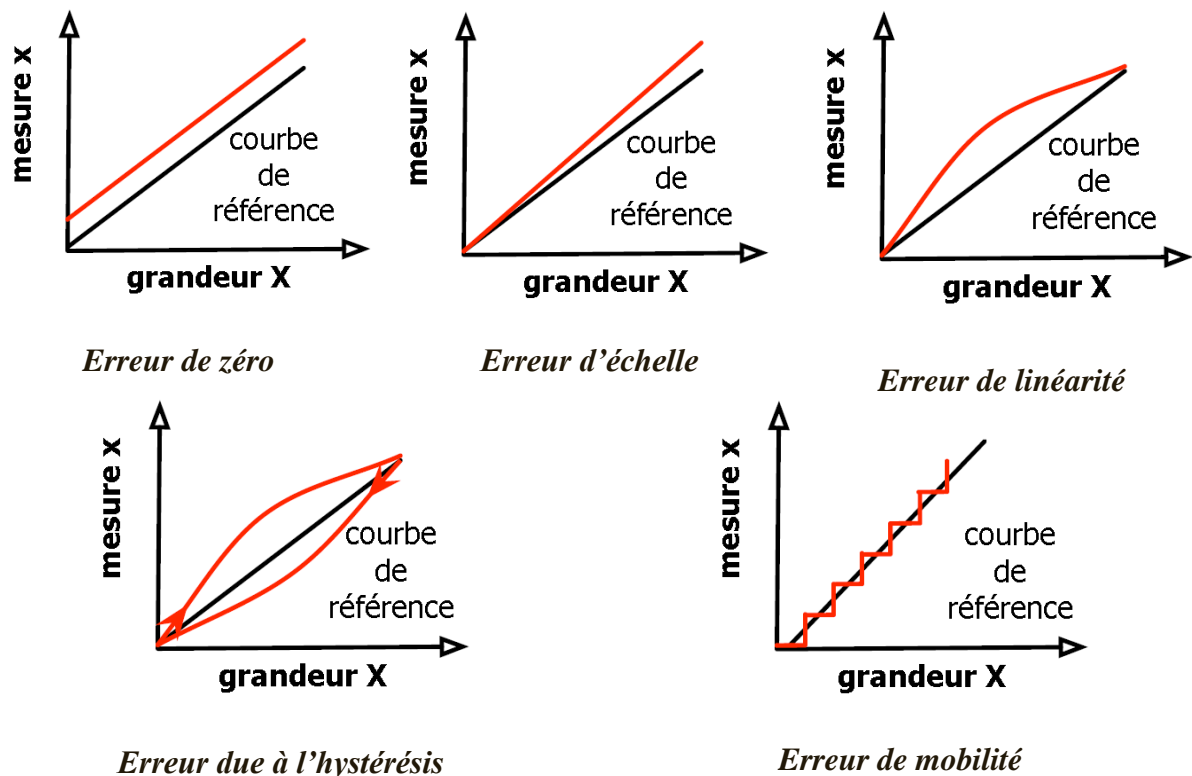 mesure x
courbe
de
référence
grandeur X
Erreur de zéro
mesure x
courbe
de
référence
grandeur X
Erreur d’échelle
mesure x
courbe
de
référence
grandeur X
Erreur de linéarité
mesure x
courbe
de
référence
grandeur X
Erreur due à l’hystérésis
mesure x
courbe
de
référence
grandeur X
Erreur de mobilité